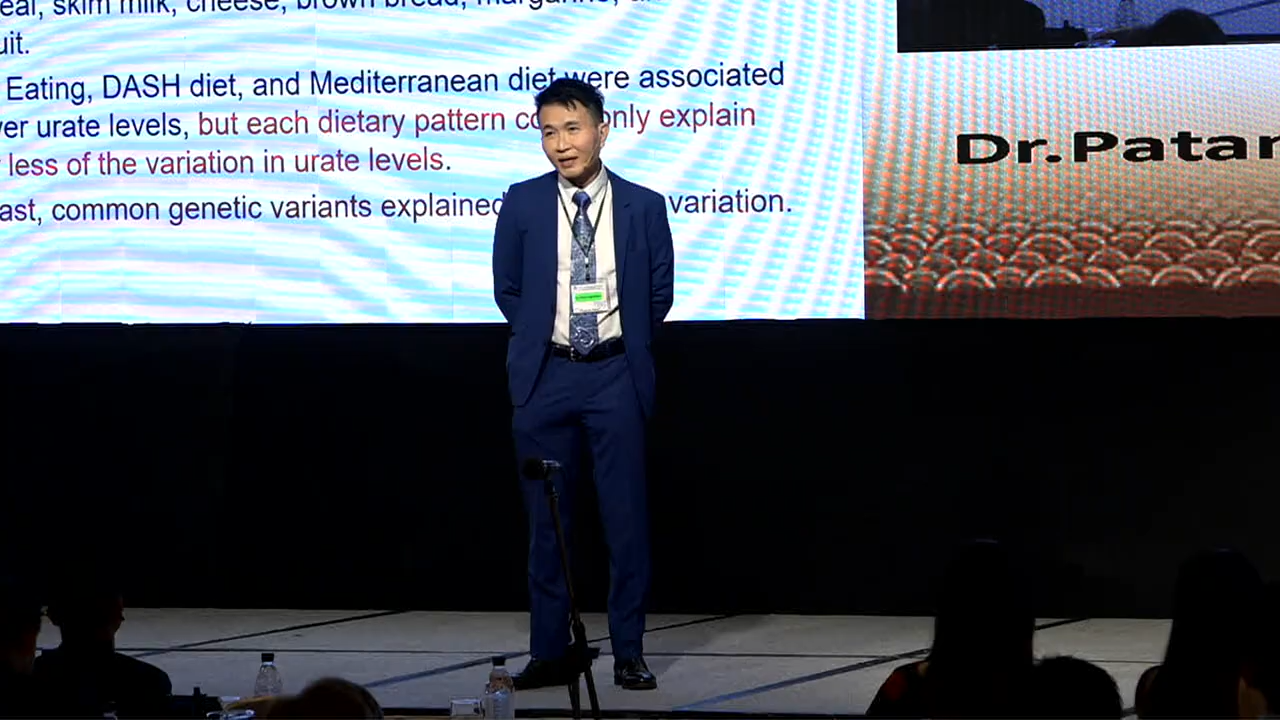 eal, skim milk, cheese, brown bread, margarine,
uit.
Eating, DASH diet, and Mediterranean diet were associated
ver urate levels, but each dietary pattern only explain
less of the variation in urate levels.
ast, common genetic variants explained variation.
Dr.Patar